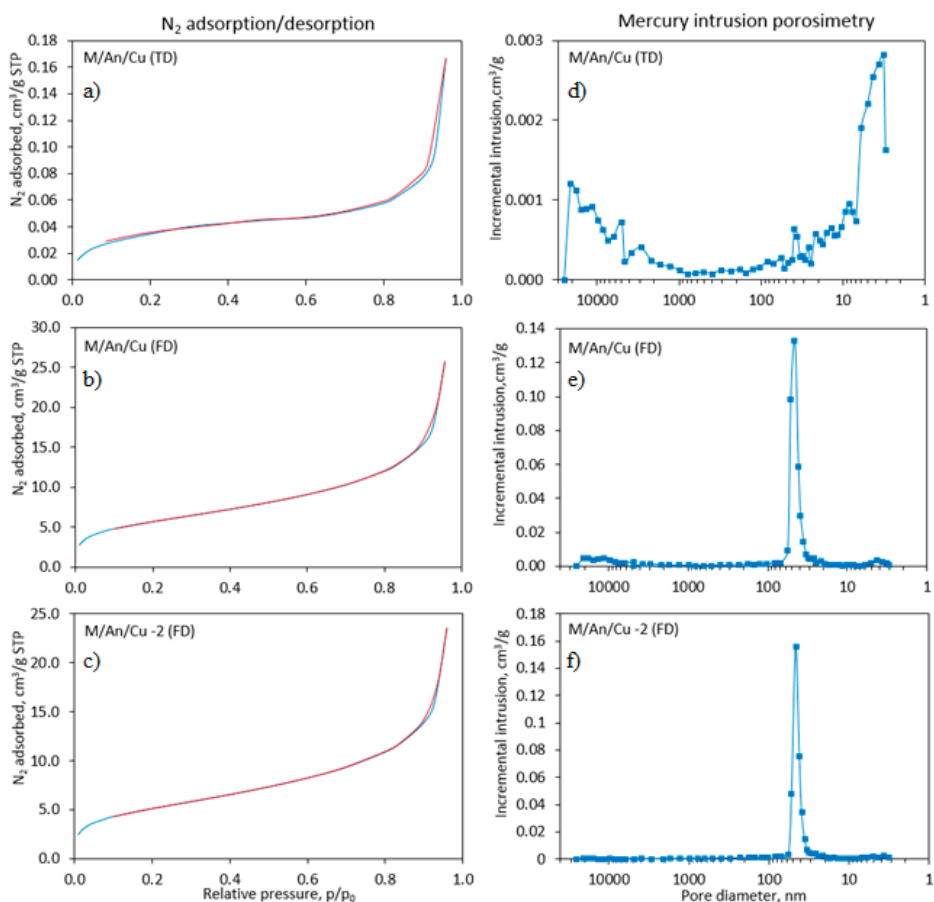 N₂ adsorption/desorption
Mercury intrusion porosimetry
M/An/Cu (TD)
a)
N₂ adsorbed, cm³/g STP
0.18
0.16
0.14
0.12
0.10
0.08
0.06
0.04
0.02
0.00
0.0 0.2 0.4 0.6 0.8 1.0
M/An/Cu (TD)
d)
Incremental intrusion,cm³/g
0.003
0.002
0.001
0.000
10000 1000 100 10 1
M/An/Cu (FD)
b)
N₂ adsorbed, cm³/g STP
30.0
25.0
20.0
15.0
10.0
5.0
0.0
0.0 0.2 0.4 0.6 0.8 1.0
M/An/Cu (FD)
e)
Incremental intrusion,cm³/g
0.14
0.12
0.10
0.08
0.06
0.04
0.02
0.00
10000 1000 100 10 1
M/An/Cu -2 (FD)
c)
N₂ adsorbed, cm³/g STP
25.0
20.0
15.0
10.0
5.0
0.0
0.0 0.2 0.4 0.6 0.8 1.0
Relative pressure, p/p₀
M/An/Cu -2 (FD)
f)
Incremental intrusion, cm³/g
0.18
0.16
0.14
0.12
0.1
0.08
0.06
0.04
0.02
0
10000 1000 100 10 1
Pore diameter, nm